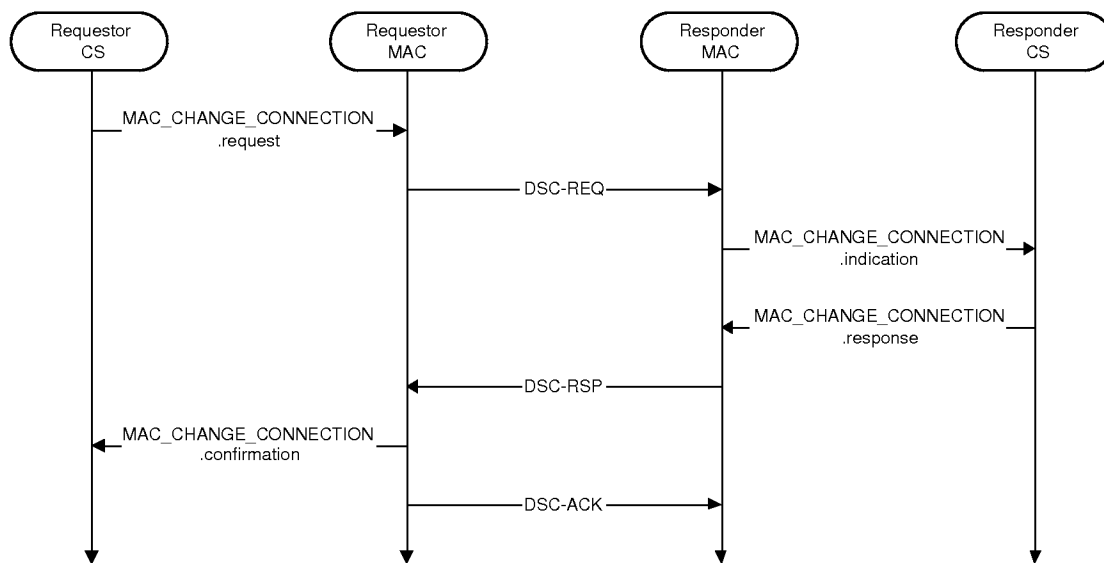 Requestor
CS
Requestor
MAC
Responder
MAC
Responder
CS
MAC_CHANGE_CONNECTION
.request
DSC-REQ
MAC_CHANGE_CONNECTION
.indication
MAC_CHANGE_CONNECTION
.response
DSC-RSP
MAC_CHANGE_CONNECTION
.confirmation
DSC-ACK